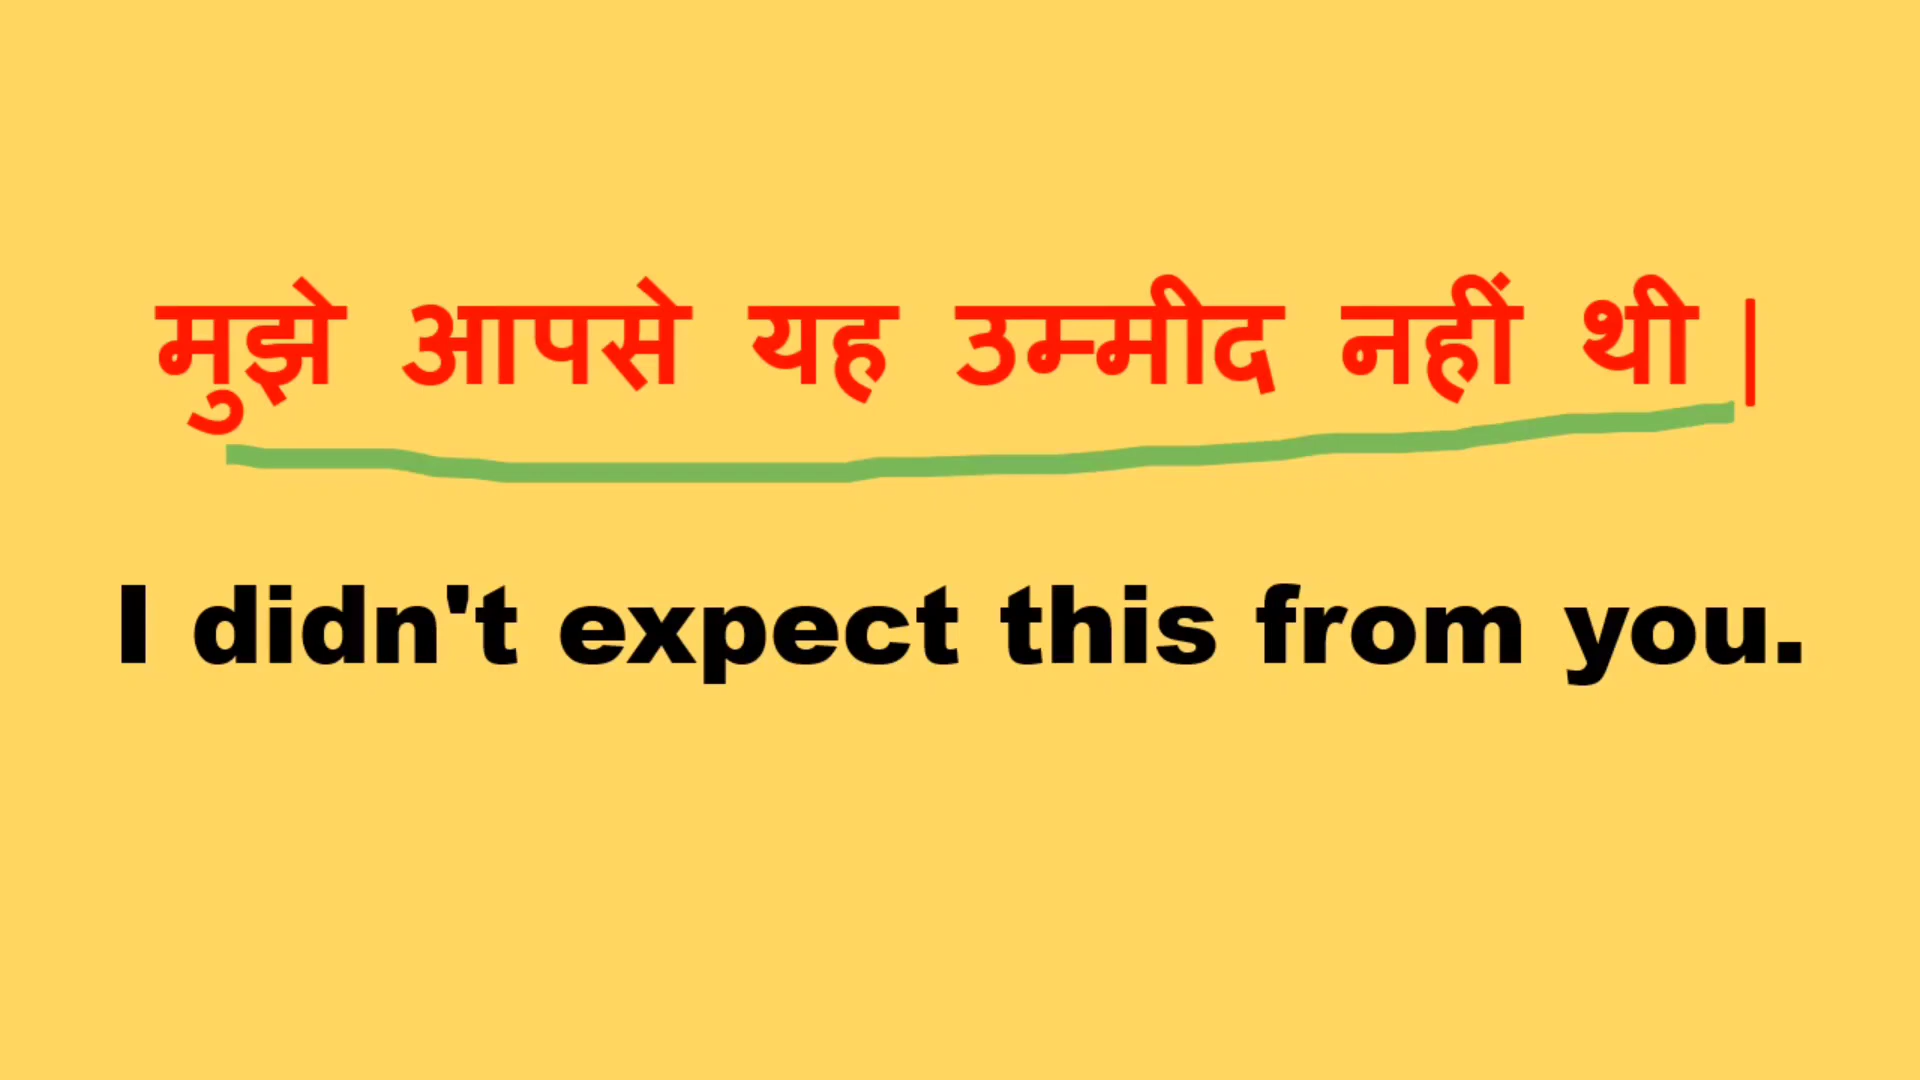 मुझे आपसे यह उम्मीद नहीं थी |
I didn't expect this from you.